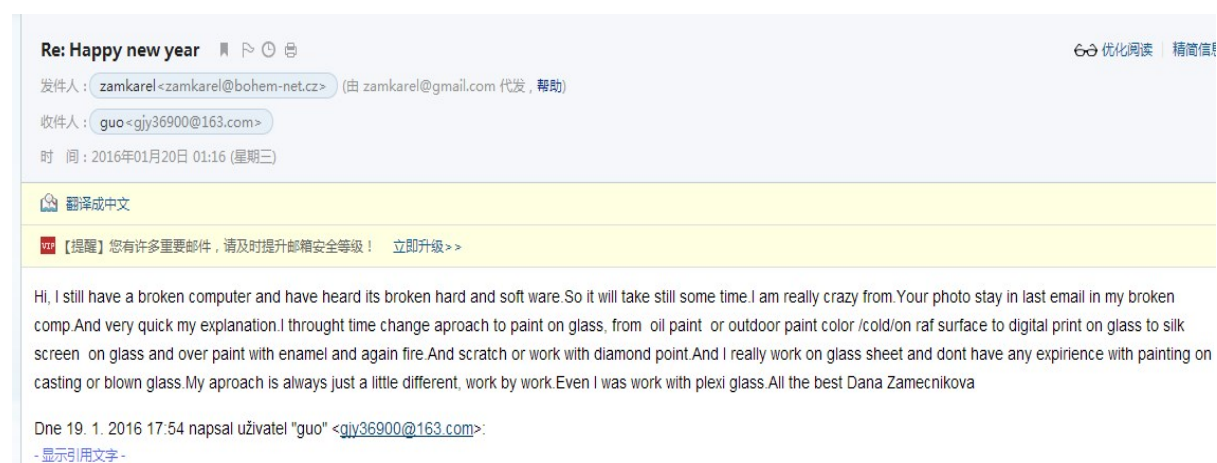 Re: Happy new year 优化阅读 精简信息
发件人： zamkarel<zamkarel@bohem-net.cz> (由 zamkarel@gmail.com 代发，帮助)
收件人： guo<gjy36900@163.com>
时 间：2016年01月20日 01:16 (星期三)
翻译成中文
VIP 【提醒】您有许多重要邮件，请及时提升邮箱安全等级！ 立即升级>>
Hi, I still have a broken computer and have heard its broken hard and soft ware.So it will take still some time.I am really crazy from.Your photo stay in last email in my broken
comp.And very quick my explanation.I throught time change aproach to paint on glass, from oil paint or outdoor paint color /cold/on raf surface to digital print on glass to silk
screen on glass and over paint with enamel and again fire.And scratch or work with diamond point.And I really work on glass sheet and dont have any expirience with painting on
casting or blown glass.My aproach is always just a little different, work by work.Even I was work with plexi glass.All the best Dana Zamecnikova
Dne 19. 1. 2016 17:54 napsal uživatel "guo" <gjy36900@163.com>:
- 显示引用文字 -